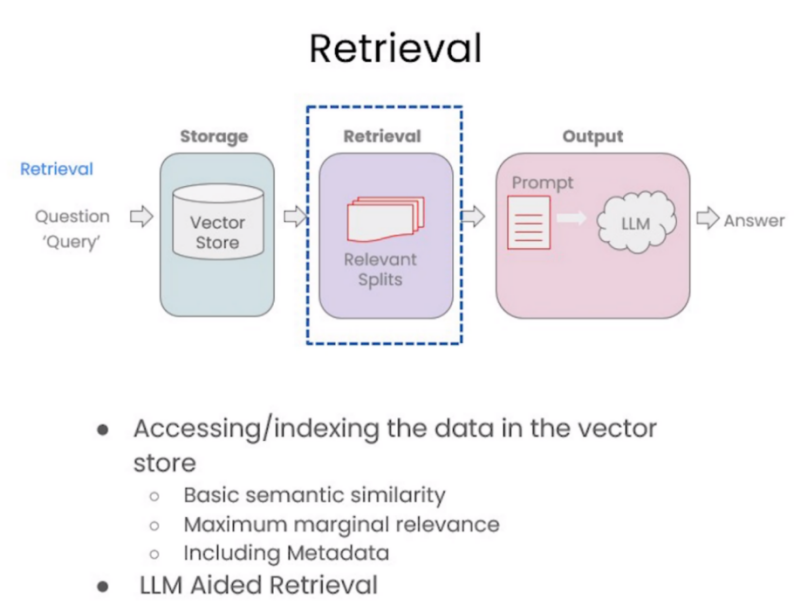 Retrieval
Storage
Retrieval
Output
Retrieval
Question
'Query'
Vector
Store
Relevant
Splits
Prompt
LLM
Answer
● Accessing/indexing the data in the vector
store
○ Basic semantic similarity
○ Maximum marginal relevance
○ Including Metadata
● LLM Aided Retrieval